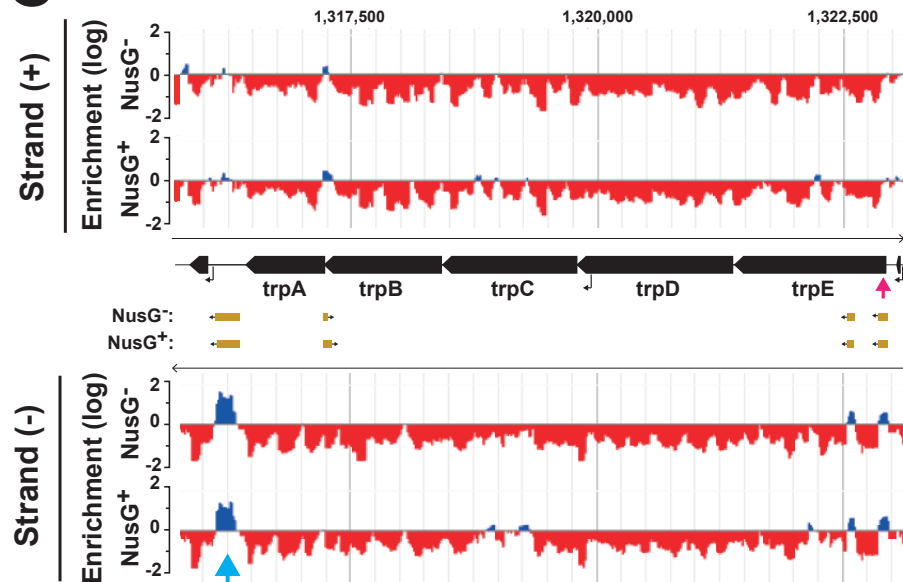 1,317,500 1,320,000 1,322,500
Strand (+)
Enrichment (log)
NusG-
2
0
-2
NusG+
2
0
-2
trpA trpB trpC trpD trpE
NusG-:
NusG+:
Strand (-)
Enrichment (log)
NusG-
2
0
-2
NusG+
2
0
-2